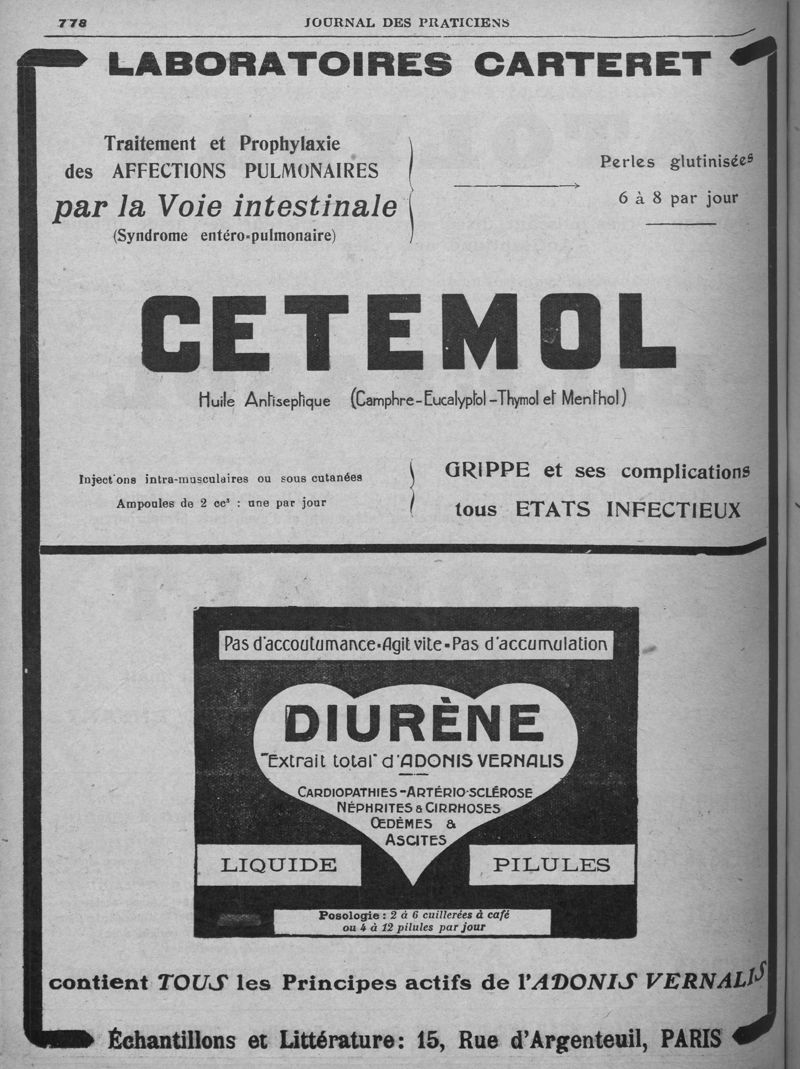 778
JOURNAL DES PRATICIENS
LABORATOIRES CARTERET
Traitement et Prophylaxie
des AFFECTIONS PULMONAIRES
par la Voie intestinale
(Syndrome entéro-pulmonaire)
Perles glutinisées
6 à 8 par jour
CETEMOL
Huile Antiseptique (Camphre-Eucalyptol-Thymol et Menthol)
Inject'ons intra-musculaires ou sous cutanées
Ampoules de 2 cc³ : une par jour
GRIPPE et ses complications
tous ETATS INFECTIEUX
Pas d'accoutumance-Agit vite-Pas d'accumulation
DIURÈNE
"Extrait total" d'ADONIS VERNALIS
CARDIOPATHIES-ARTÉRIO-SCLÉROSE
NÉPHRITES & CIRRHOSES
ŒDÈMES &
ASCITES
LIQUIDE
PILULES
Posologie : 2 à 6 cuillerées à café
ou 4 à 12 pilules par jour
contient TOUS les Principes actifs de l'ADONIS VERNALIS
Échantillons et Littérature: 15, Rue d'Argenteuil, PARIS